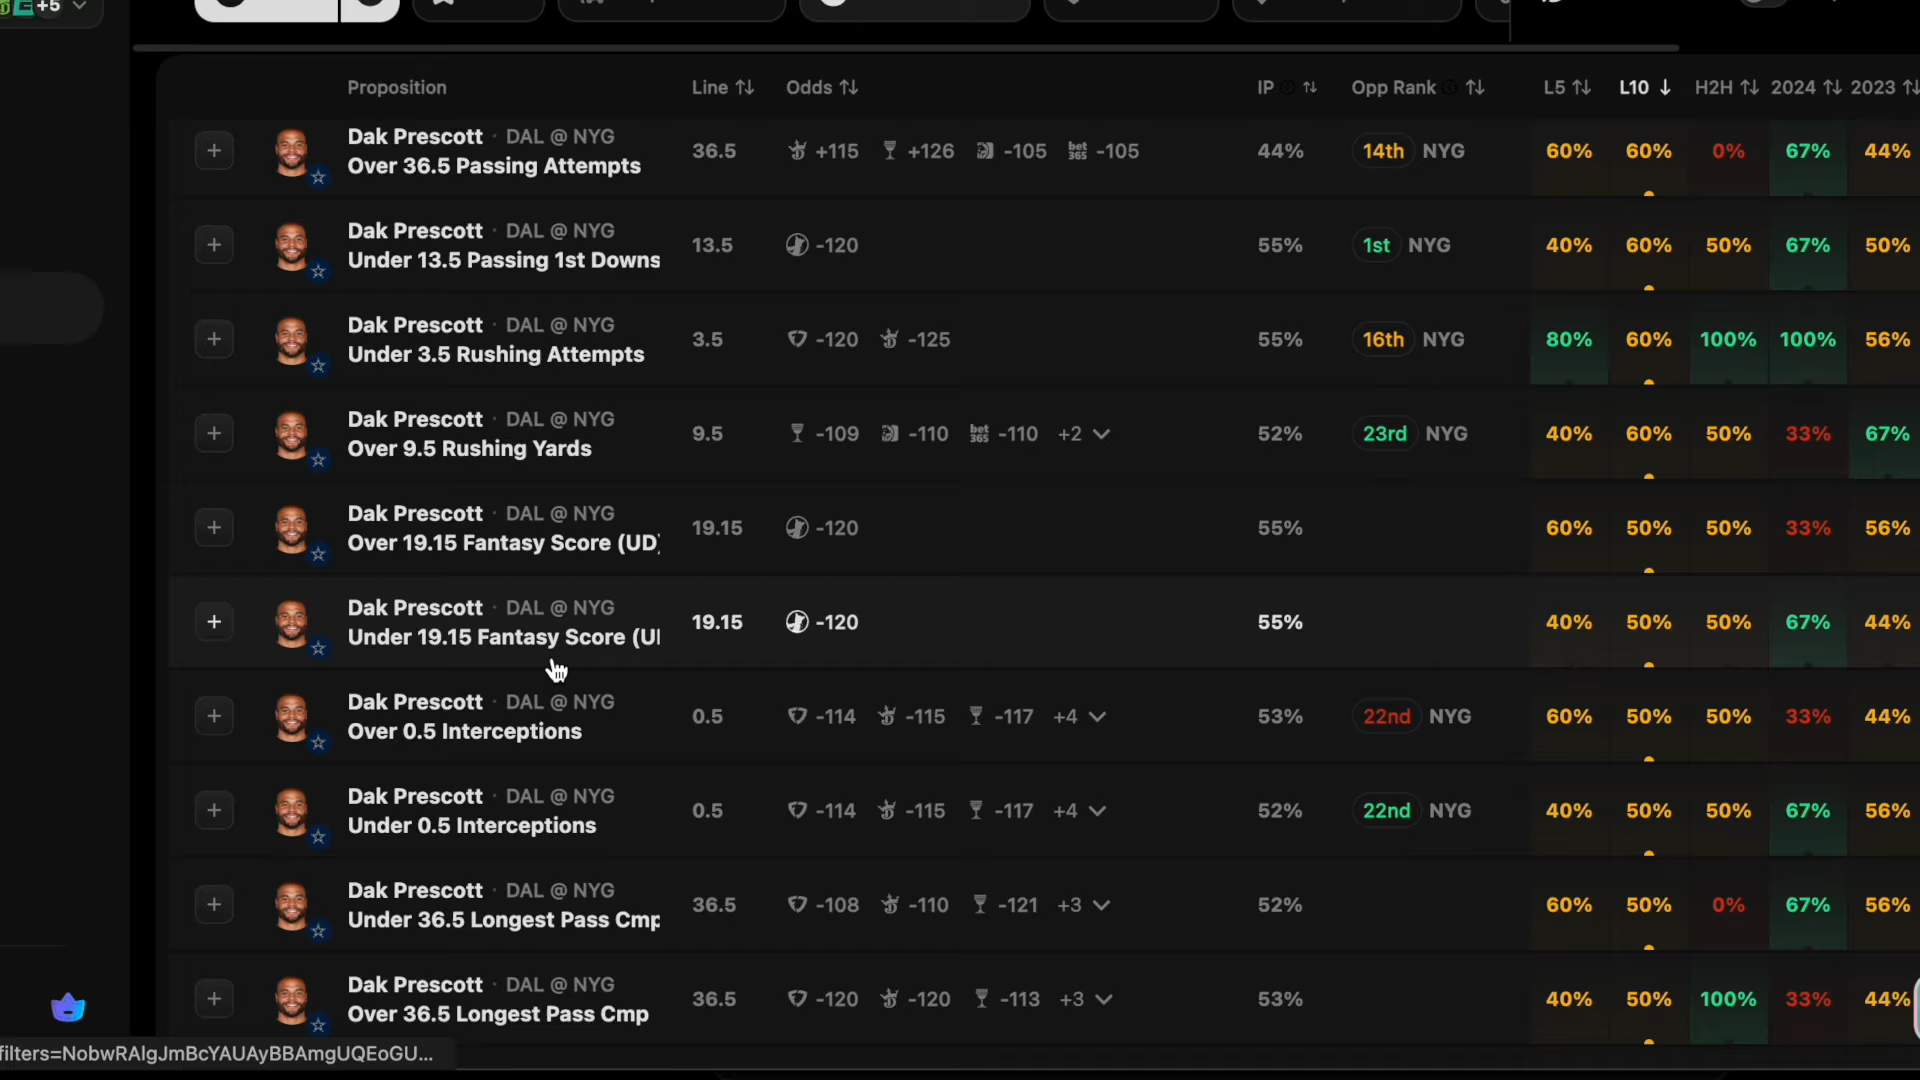 +5
Proposition Line Odds IP Opp Rank L5 L10 H2H 2024 2023
Dak Prescott · DAL @ NYG
Over 36.5 Passing Attempts
36.5 +115 +126 -105 bet365 -105 44% 14th NYG 60% 60% 0% 67% 44%
Dak Prescott · DAL @ NYG
Under 13.5 Passing 1st Downs
13.5 -120 55% 1st NYG 40% 60% 50% 67% 50%
Dak Prescott · DAL @ NYG
Under 3.5 Rushing Attempts
3.5 -120 -125 55% 16th NYG 80% 60% 100% 100% 56%
Dak Prescott · DAL @ NYG
Over 9.5 Rushing Yards
9.5 -109 -110 bet365 -110 +2 52% 23rd NYG 40% 60% 50% 33% 67%
Dak Prescott · DAL @ NYG
Over 19.15 Fantasy Score (UD)
19.15 -120 55% 60% 50% 50% 33% 56%
Dak Prescott · DAL @ NYG
Under 19.15 Fantasy Score (U
19.15 -120 55% 40% 50% 50% 67% 44%
Dak Prescott · DAL @ NYG
Over 0.5 Interceptions
0.5 -114 -115 -117 +4 53% 22nd NYG 60% 50% 50% 33% 44%
Dak Prescott · DAL @ NYG
Under 0.5 Interceptions
0.5 -114 -115 -117 +4 52% 22nd NYG 40% 50% 50% 67% 56%
Dak Prescott · DAL @ NYG
Under 36.5 Longest Pass Cmp
36.5 -108 -110 -121 +3 52% 60% 50% 0% 67% 56%
Dak Prescott · DAL @ NYG
Over 36.5 Longest Pass Cmp
36.5 -120 -120 -113 +3 53% 40% 50% 100% 33% 44%
filters=NobwRAlgJmBcYAUAyBBAmgUQEoGU...